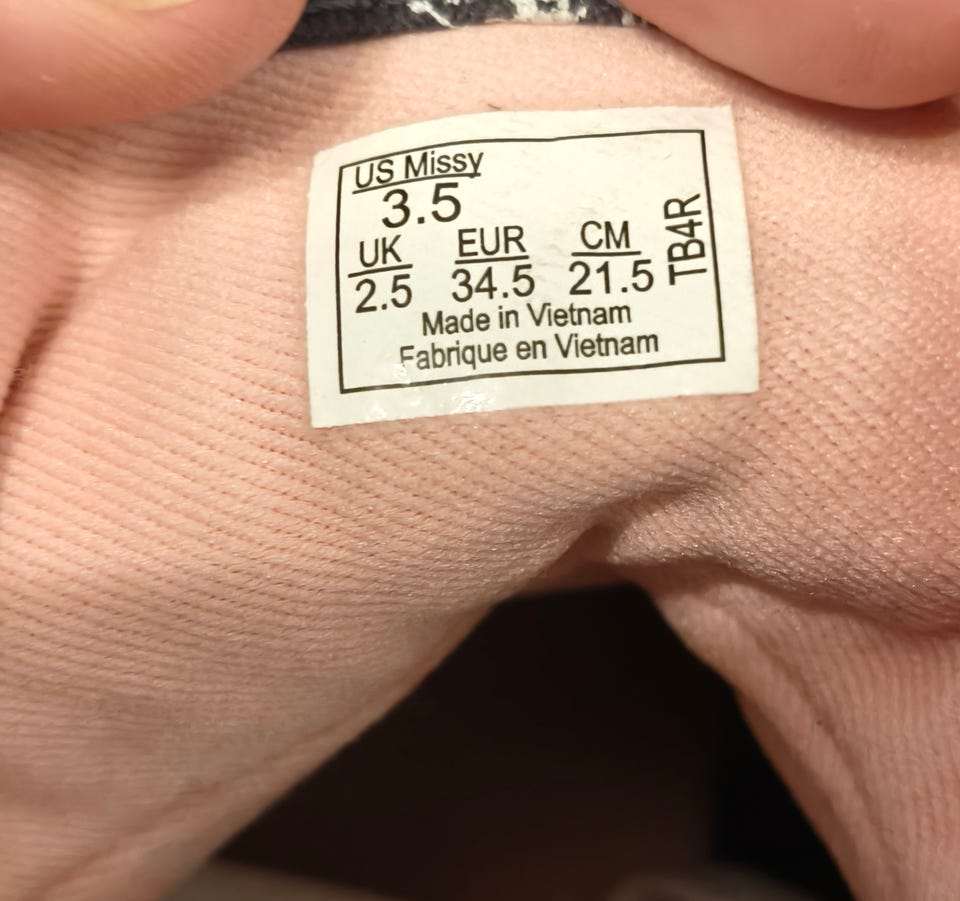 US Missy
3.5
UK EUR CM
2.5 34.5 21.5
TB4R
Made in Vietnam
Fabrique en Vietnam